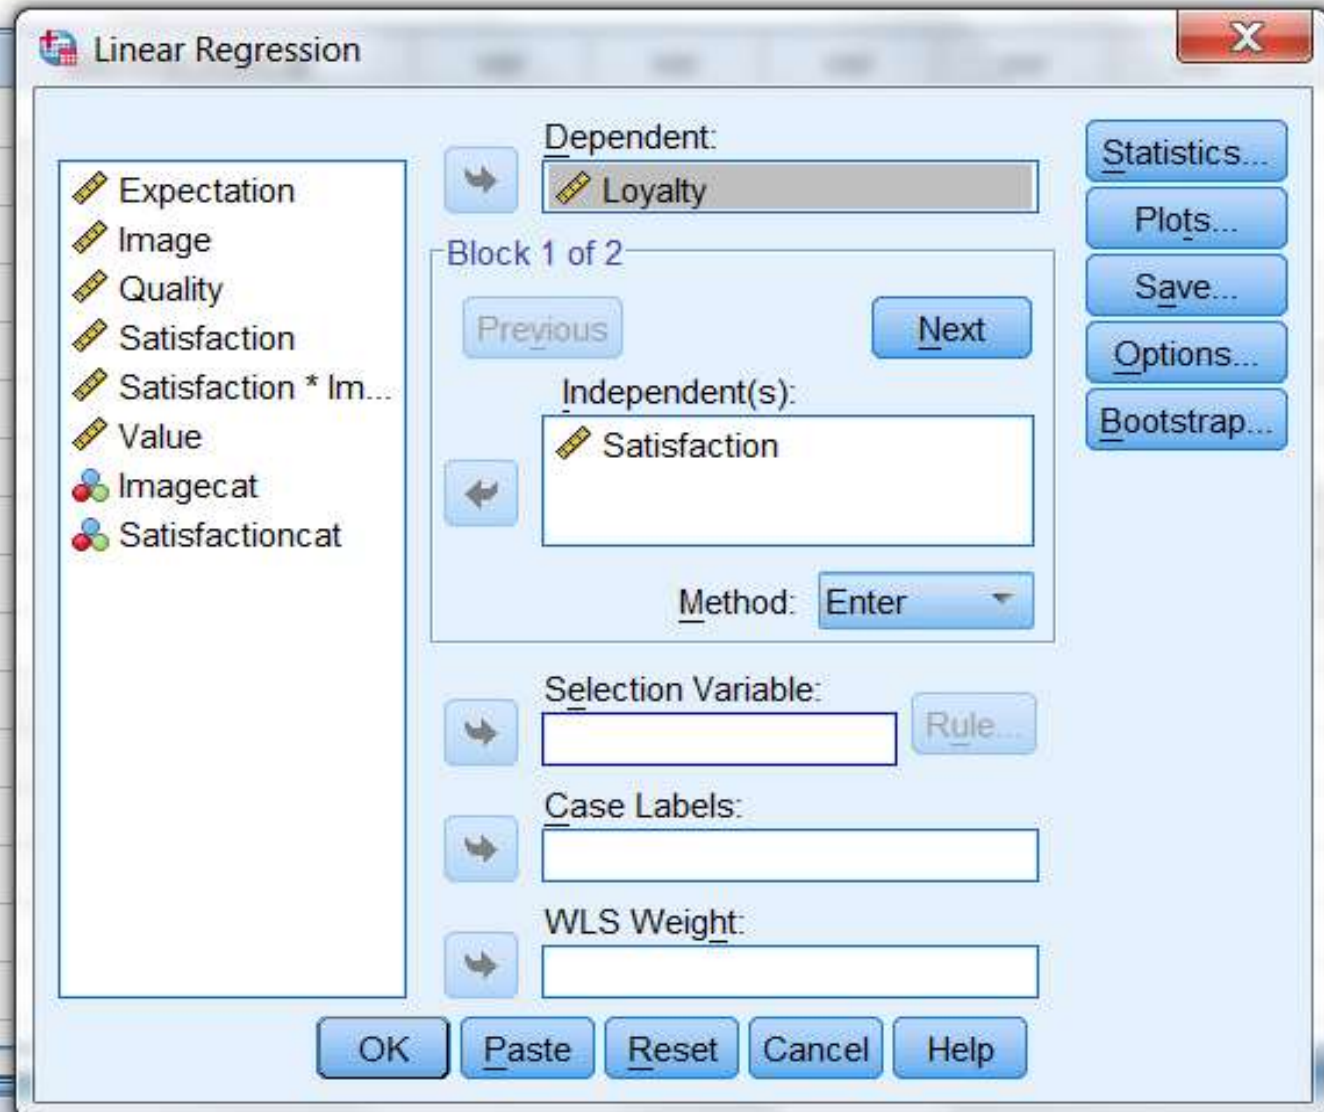 Linear Regression
Expectation
Image
Quality
Satisfaction
Satisfaction * Im...
Value
Imagecat
Satisfactioncat
Dependent:
Loyalty
Block 1 of 2
Previous
Next
Independent(s):
Satisfaction
Method: Enter
Selection Variable:
Rule...
Case Labels:
WLS Weight:
Statistics...
Plots...
Save...
Options...
Bootstrap...
OK Paste Reset Cancel Help